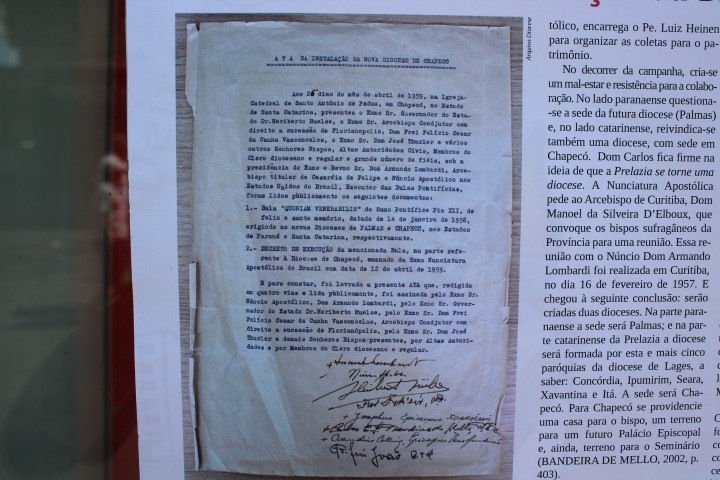 ATA DA INSTALAÇÃO DA NOVA DIOCESE DE CHAPECÓ
Aos 26 dias do mês de abril de 1959, na Igreja-
Catedral de Santo Antônio de Pádua, em Chapecó, no Estado
de Santa Catarina, presentes o Exmo Sr. Governador do Esta-
do Dr. Heriberto Huelse, o Exmo Sr. Arcebispo Coadjutor com
direito a sucessão de Florianópolis, Dom Frei Felício Cesar
da Cunha Vasconcelos, o Exmo Sr. Dom José Thurler e vários
outros Senhores Bispos, Altas Autoridades Civis, Membros do
Clero diocesano e regular e grande número de fiéis, sob a
presidência do Exmo e Revmo Sr. Dom Armando Lombardi, Arce-
bispo titular de Cesaréia de Felipe e Núncio Apostólico nos
Estados Unidos do Brasil, Executor das Bulas Pontifícias,
foram lidos públicamente os seguintes documentos:
1.- Bula "QUONIAM VENERABILIS" do Sumo Pontífice Pio XII, de
feliz e santa memória, datada de 14 de janeiro de 1958,
erigindo as novas Dioceses de PALMAS e CHAPECÓ, nos Estados
de Paraná e Santa Catarina, respectivamente.
2.- DECRETO DE EXECUÇÃO da mencionada Bula, na parte refe-
rente À Diocese de Chapecó, emanado da Exma Nunciatura
Apostólica do Brasil com data de 12 de abril de 1959.
E para constar, foi lavrada a presente ATA que, redigida
em quatro vias e lida públicamente, foi assinada pelo Exmo Sr.
Núncio Apostólico, Dom Armando Lombardi, pelo Exmo Sr. Gover-
nador do Estado Dr. Heriberto Huelse, pelo Exmo Sr. Dom Frei
Felício Cesar da Cunha Vasconcelos, Arcebispo Coadjutor com
direito a sucessão de Florianópolis, pelo Exmo Sr. Dom José
Thurler e demais Senhores Bispos presentes, por Altas Autori-
dades e por Membros do Clero diocesano e regular.
Arquivo Diocese
tólico, encarrega o Pe. Luiz Heinen
para organizar as coletas para o pa-
trimônio.
No decorrer da campanha, cria-se
um mal-estar e resistência para a colabo-
ração. No lado paranaense questiona-
-se a sede da futura diocese (Palmas)
e, no lado catarinense, reivindica-se
também uma diocese, com sede em
Chapecó. Dom Carlos fica firme na
ideia de que a Prelazia se torne uma
diocese. A Nunciatura Apostólica
pede ao Arcebispo de Curitiba, Dom
Manoel da Silveira D'Elboux, que
convoque os bispos sufragâneos da
Província para uma reunião. Essa re-
união com o Núncio Dom Armando
Lombardi foi realizada em Curitiba,
no dia 16 de fevereiro de 1957. E
chegou à seguinte conclusão: serão
criadas duas dioceses. Na parte para-
naense a sede será Palmas; e na par-
te catarinense da Prelazia a diocese
será formada por esta e mais cinco
paróquias da diocese de Lages, a
saber: Concórdia, Ipumirim, Seara,
Xavantina e Itá. A sede será Cha-
pecó. Para Chapecó se providencie
uma casa para o bispo, um terreno
para um futuro Palácio Episcopal
e, ainda, terreno para o Seminário
(BANDEIRA DE MELLO, 2002, p.
403).